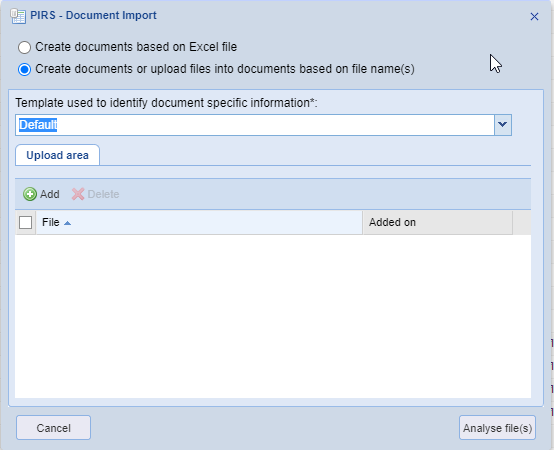 PIRS - Document Import
Create documents based on Excel file
Create documents or upload files into documents based on file name(s)
Template used to identify document specific information*:
Default
Upload area
Add Delete
File Added on
Cancel Analyse file(s)